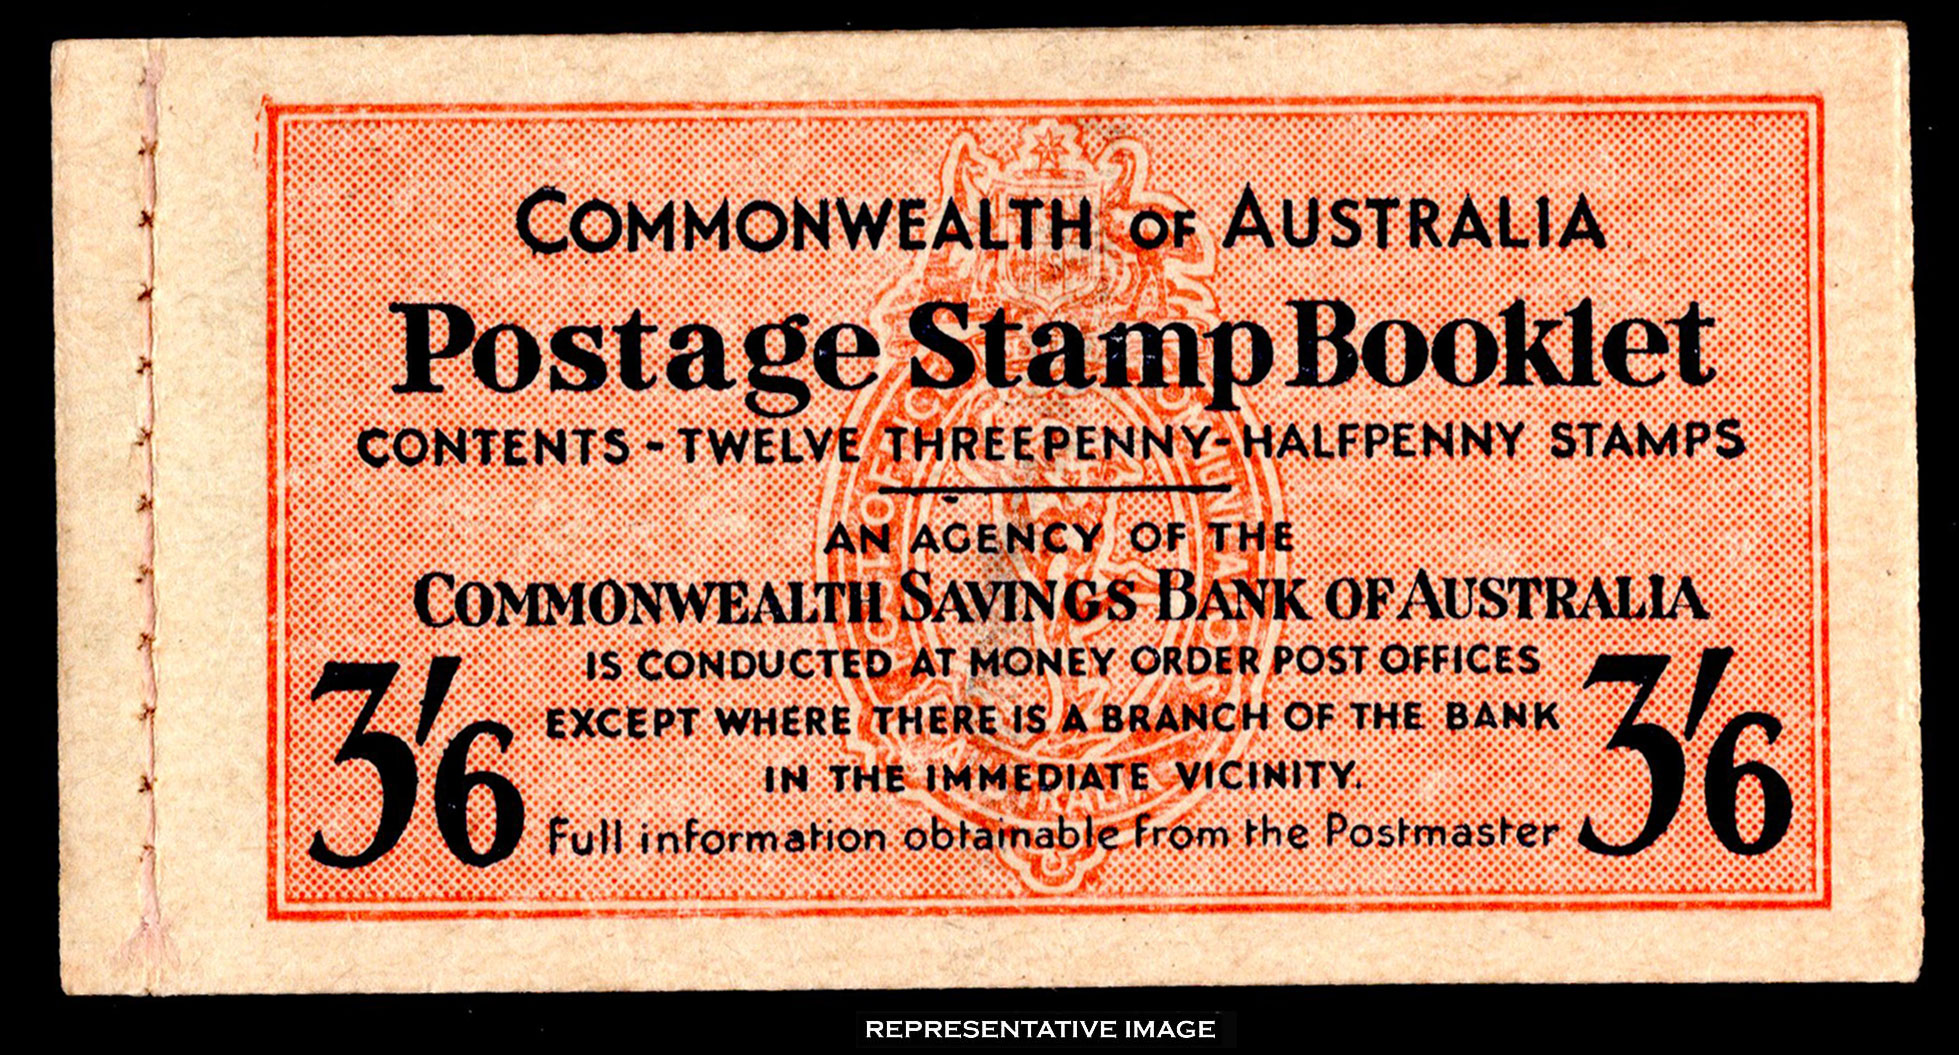 COMMONWEALTH OF AUSTRALIA
Postage Stamp Booklet
CONTENTS - TWELVE THREEPENNY-HALFPENNY STAMPS
AN AGENCY OF THE
COMMONWEALTH SAVINGS BANK OF AUSTRALIA
IS CONDUCTED AT MONEY ORDER POST OFFICES
EXCEPT WHERE THERE IS A BRANCH OF THE BANK
IN THE IMMEDIATE VICINITY.
3'6 Full information obtainable from the Postmaster 3'6
REPRESENTATIVE IMAGE